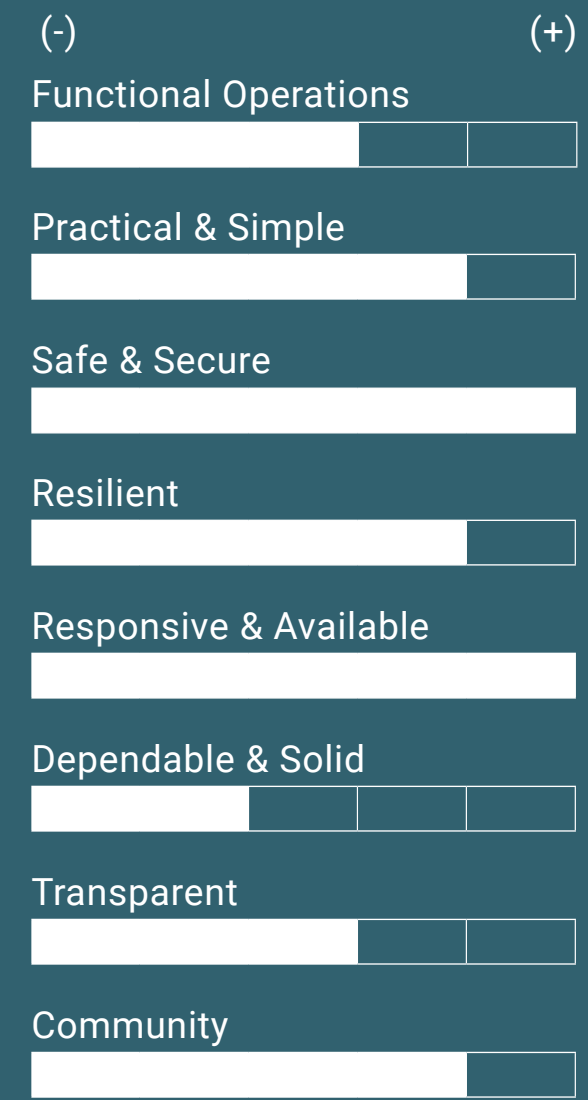 (-) (+)
Functional Operations
Practical & Simple
Safe & Secure
Resilient
Responsive & Available
Dependable & Solid
Transparent
Community